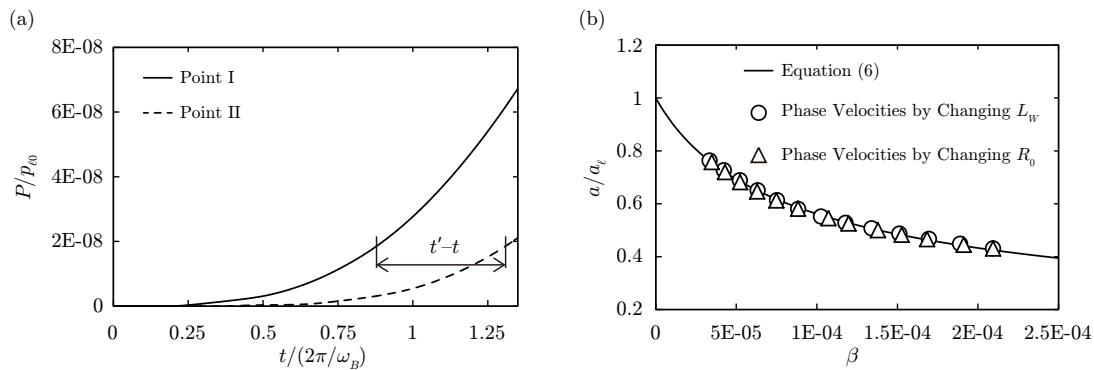 (a)
8E-08
6E-08
4E-08
2E-08
0
P/p_{ℓ0}
Point I
Point II
t′–t
0 0.25 0.5 0.75 1 1.25
t/(2π/ω_B)
(b)
1.2
1
0.8
0.6
0.4
0.2
a/a_ℓ
Equation (6)
Phase Velocities by Changing L_W
Phase Velocities by Changing R_0
0 5E-05 1E-04 1.5E-04 2E-04 2.5E-04
β